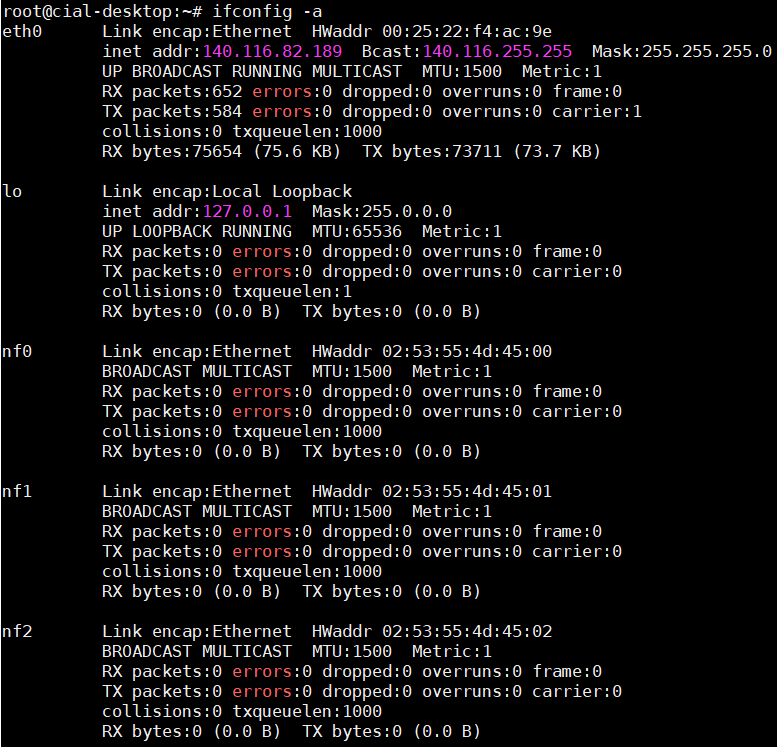 root@cial-desktop:~# ifconfig -a
eth0      Link encap:Ethernet  HWaddr 00:25:22:f4:ac:9e
          inet addr:140.116.82.189  Bcast:140.116.255.255  Mask:255.255.255.0
          UP BROADCAST RUNNING MULTICAST  MTU:1500  Metric:1
          RX packets:652 errors:0 dropped:0 overruns:0 frame:0
          TX packets:584 errors:0 dropped:0 overruns:0 carrier:1
          collisions:0 txqueuelen:1000
          RX bytes:75654 (75.6 KB)  TX bytes:73711 (73.7 KB)

lo        Link encap:Local Loopback
          inet addr:127.0.0.1  Mask:255.0.0.0
          UP LOOPBACK RUNNING  MTU:65536  Metric:1
          RX packets:0 errors:0 dropped:0 overruns:0 frame:0
          TX packets:0 errors:0 dropped:0 overruns:0 carrier:0
          collisions:0 txqueuelen:1
          RX bytes:0 (0.0 B)  TX bytes:0 (0.0 B)

nf0       Link encap:Ethernet  HWaddr 02:53:55:4d:45:00
          BROADCAST MULTICAST  MTU:1500  Metric:1
          RX packets:0 errors:0 dropped:0 overruns:0 frame:0
          TX packets:0 errors:0 dropped:0 overruns:0 carrier:0
          collisions:0 txqueuelen:1000
          RX bytes:0 (0.0 B)  TX bytes:0 (0.0 B)

nf1       Link encap:Ethernet  HWaddr 02:53:55:4d:45:01
          BROADCAST MULTICAST  MTU:1500  Metric:1
          RX packets:0 errors:0 dropped:0 overruns:0 frame:0
          TX packets:0 errors:0 dropped:0 overruns:0 carrier:0
          collisions:0 txqueuelen:1000
          RX bytes:0 (0.0 B)  TX bytes:0 (0.0 B)

nf2       Link encap:Ethernet  HWaddr 02:53:55:4d:45:02
          BROADCAST MULTICAST  MTU:1500  Metric:1
          RX packets:0 errors:0 dropped:0 overruns:0 frame:0
          TX packets:0 errors:0 dropped:0 overruns:0 carrier:0
          collisions:0 txqueuelen:1000
          RX bytes:0 (0.0 B)  TX bytes:0 (0.0 B)